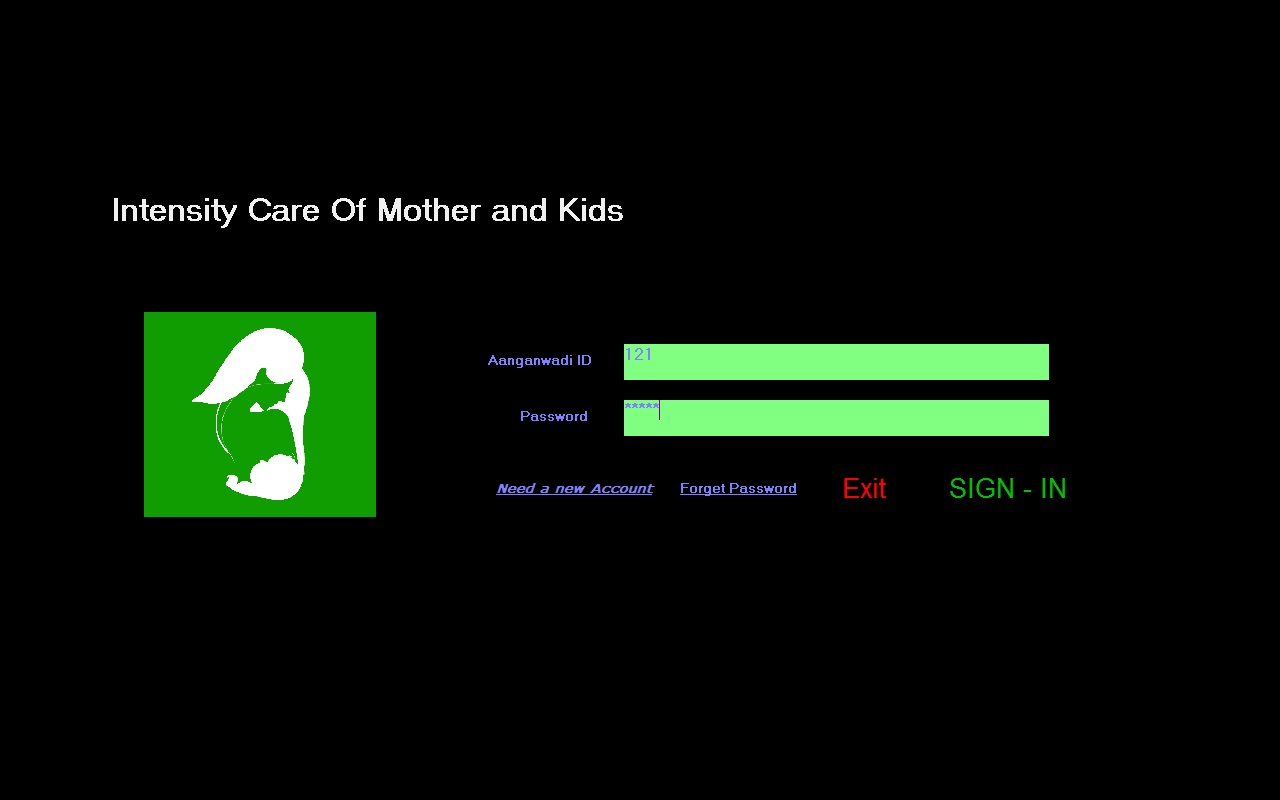 Intensity Care Of Mother and Kids
Aanganwadi ID 121
Password *****
Need a new Account Forget Password Exit SIGN - IN